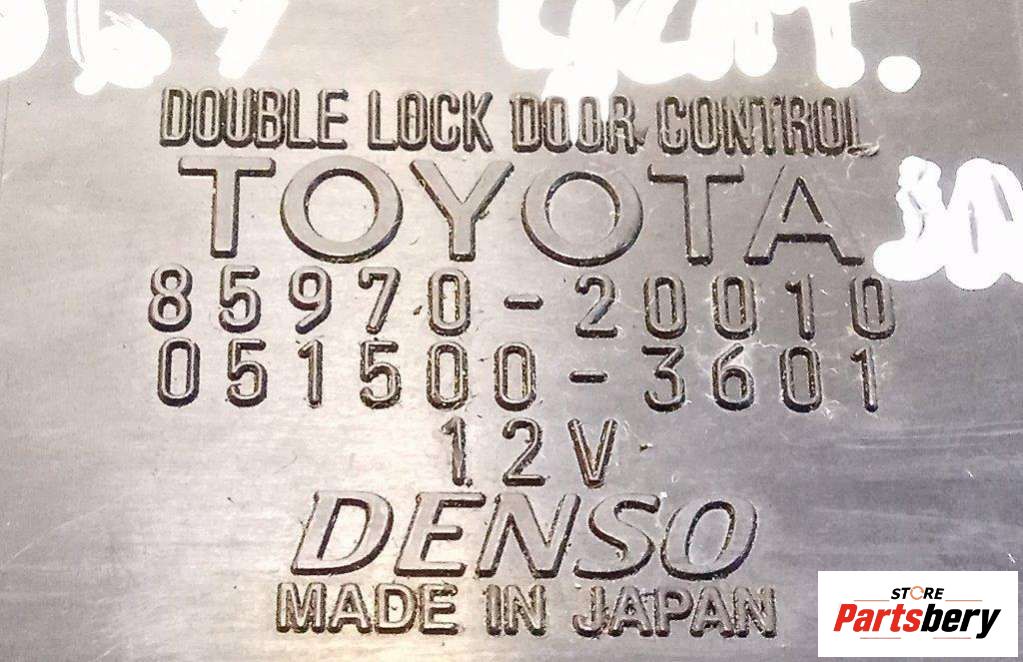 DOUBLE LOCK DOOR CONTROL
TOYOTA
85970-20010
051500-3601
12V
DENSO
MADE IN JAPAN
STORE
Partsbery